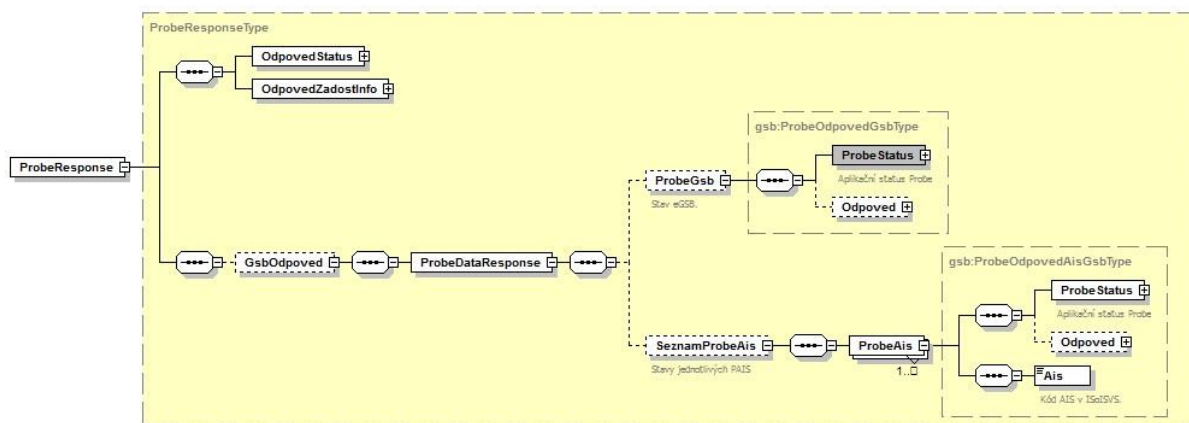 ProbeResponseType
OdpovedStatus
OdpovedZadostInfo
ProbeResponse
gsb:ProbeOdpovedGsbType
ProbeStatus
Aplikační status Probe
ProbeGsb
Stav eGSB.
Odpoved
GsbOdpoved
ProbeDataResponse
gsb:ProbeOdpovedAisGsbType
ProbeStatus
Aplikační status Probe
Odpoved
SeznamProbeAis
Stavy jednotlivých PAIS
ProbeAis
1..□
Ais
Kód AIS v ISoISVS.